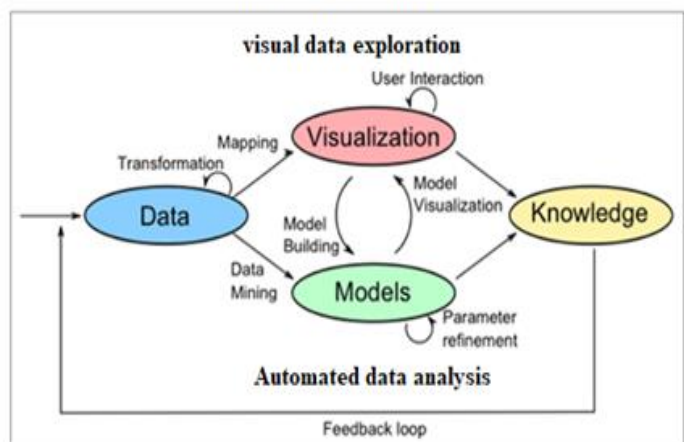 visual data exploration
User Interaction
Visualization
Mapping
Transformation
Data
Model
Building
Model
Visualization
Knowledge
Data
Mining
Models
Parameter
refinement
Automated data analysis
Feedback loop